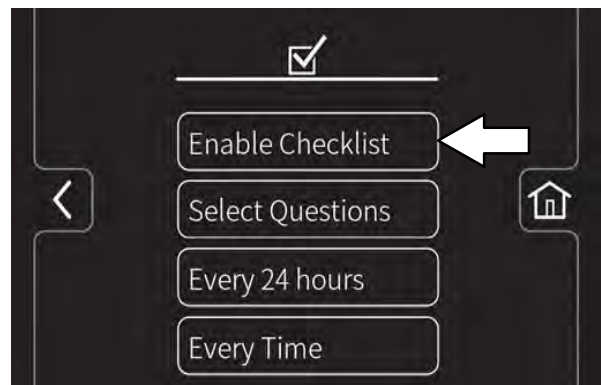 Enable Checklist
Select Questions
Every 24 hours
Every Time